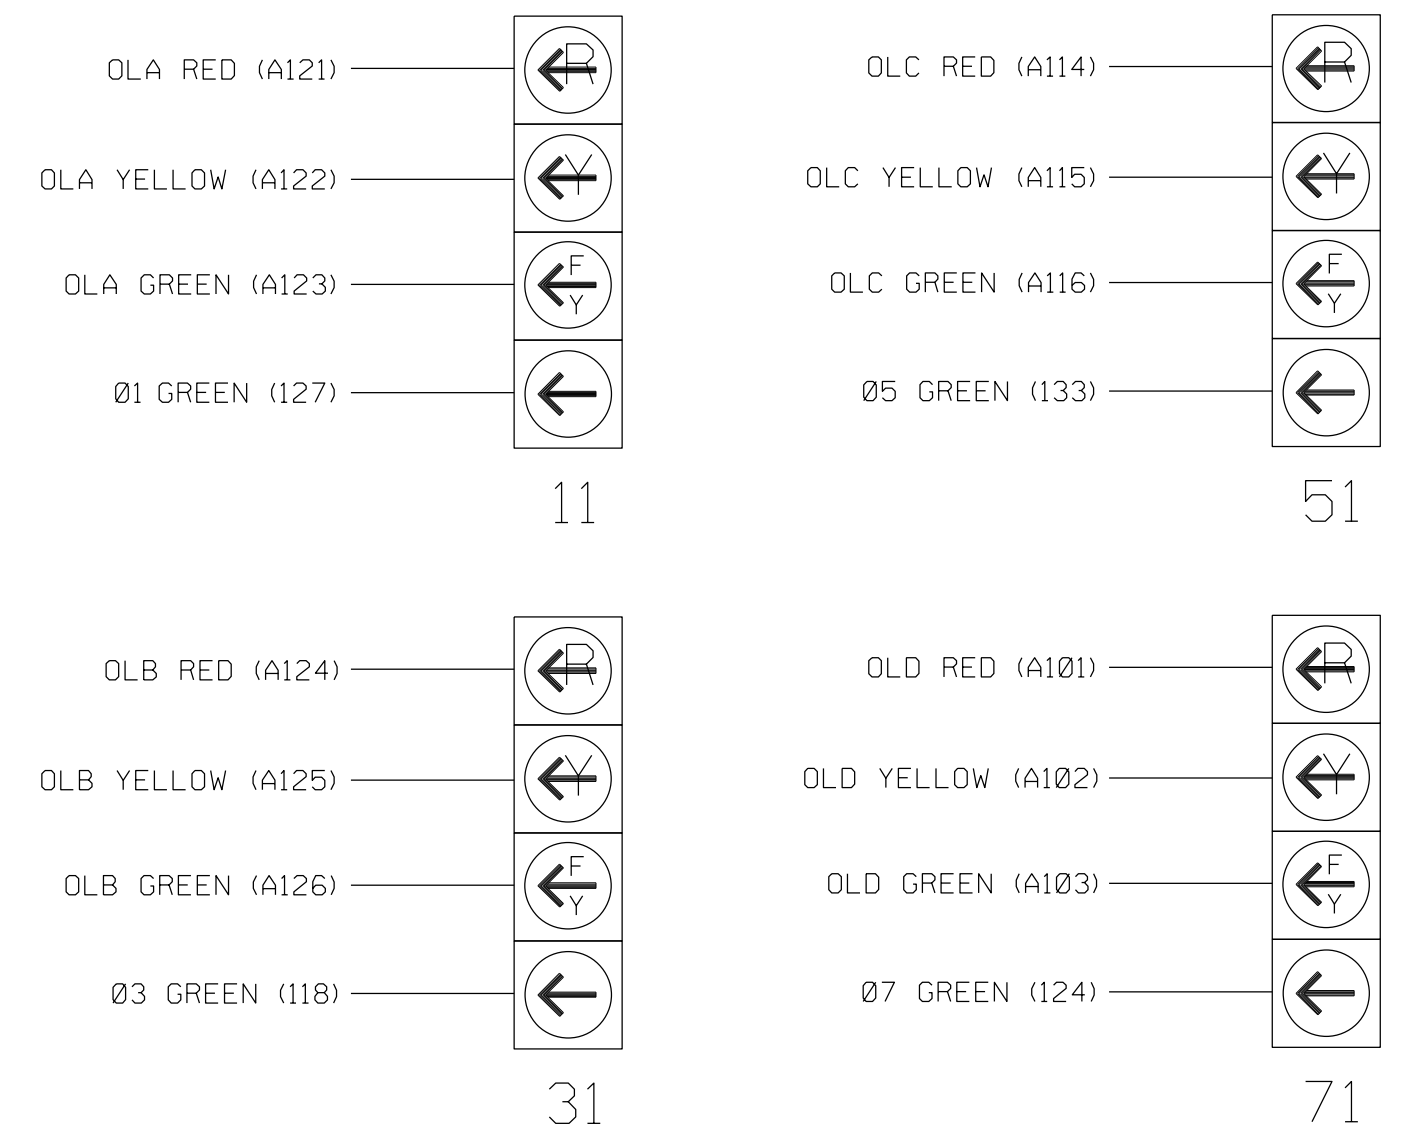 OLA RED (A121)
R
OLA YELLOW (A122)
Y
OLA GREEN (A123)
F
Y
Ø1 GREEN (127)
11
OLC RED (A114)
R
OLC YELLOW (A115)
Y
OLC GREEN (A116)
F
Y
Ø5 GREEN (133)
51
OLB RED (A124)
R
OLB YELLOW (A125)
Y
OLB GREEN (A126)
F
Y
Ø3 GREEN (118)
31
OLD RED (A1Ø1)
R
OLD YELLOW (A1Ø2)
Y
OLD GREEN (A1Ø3)
F
Y
Ø7 GREEN (124)
71